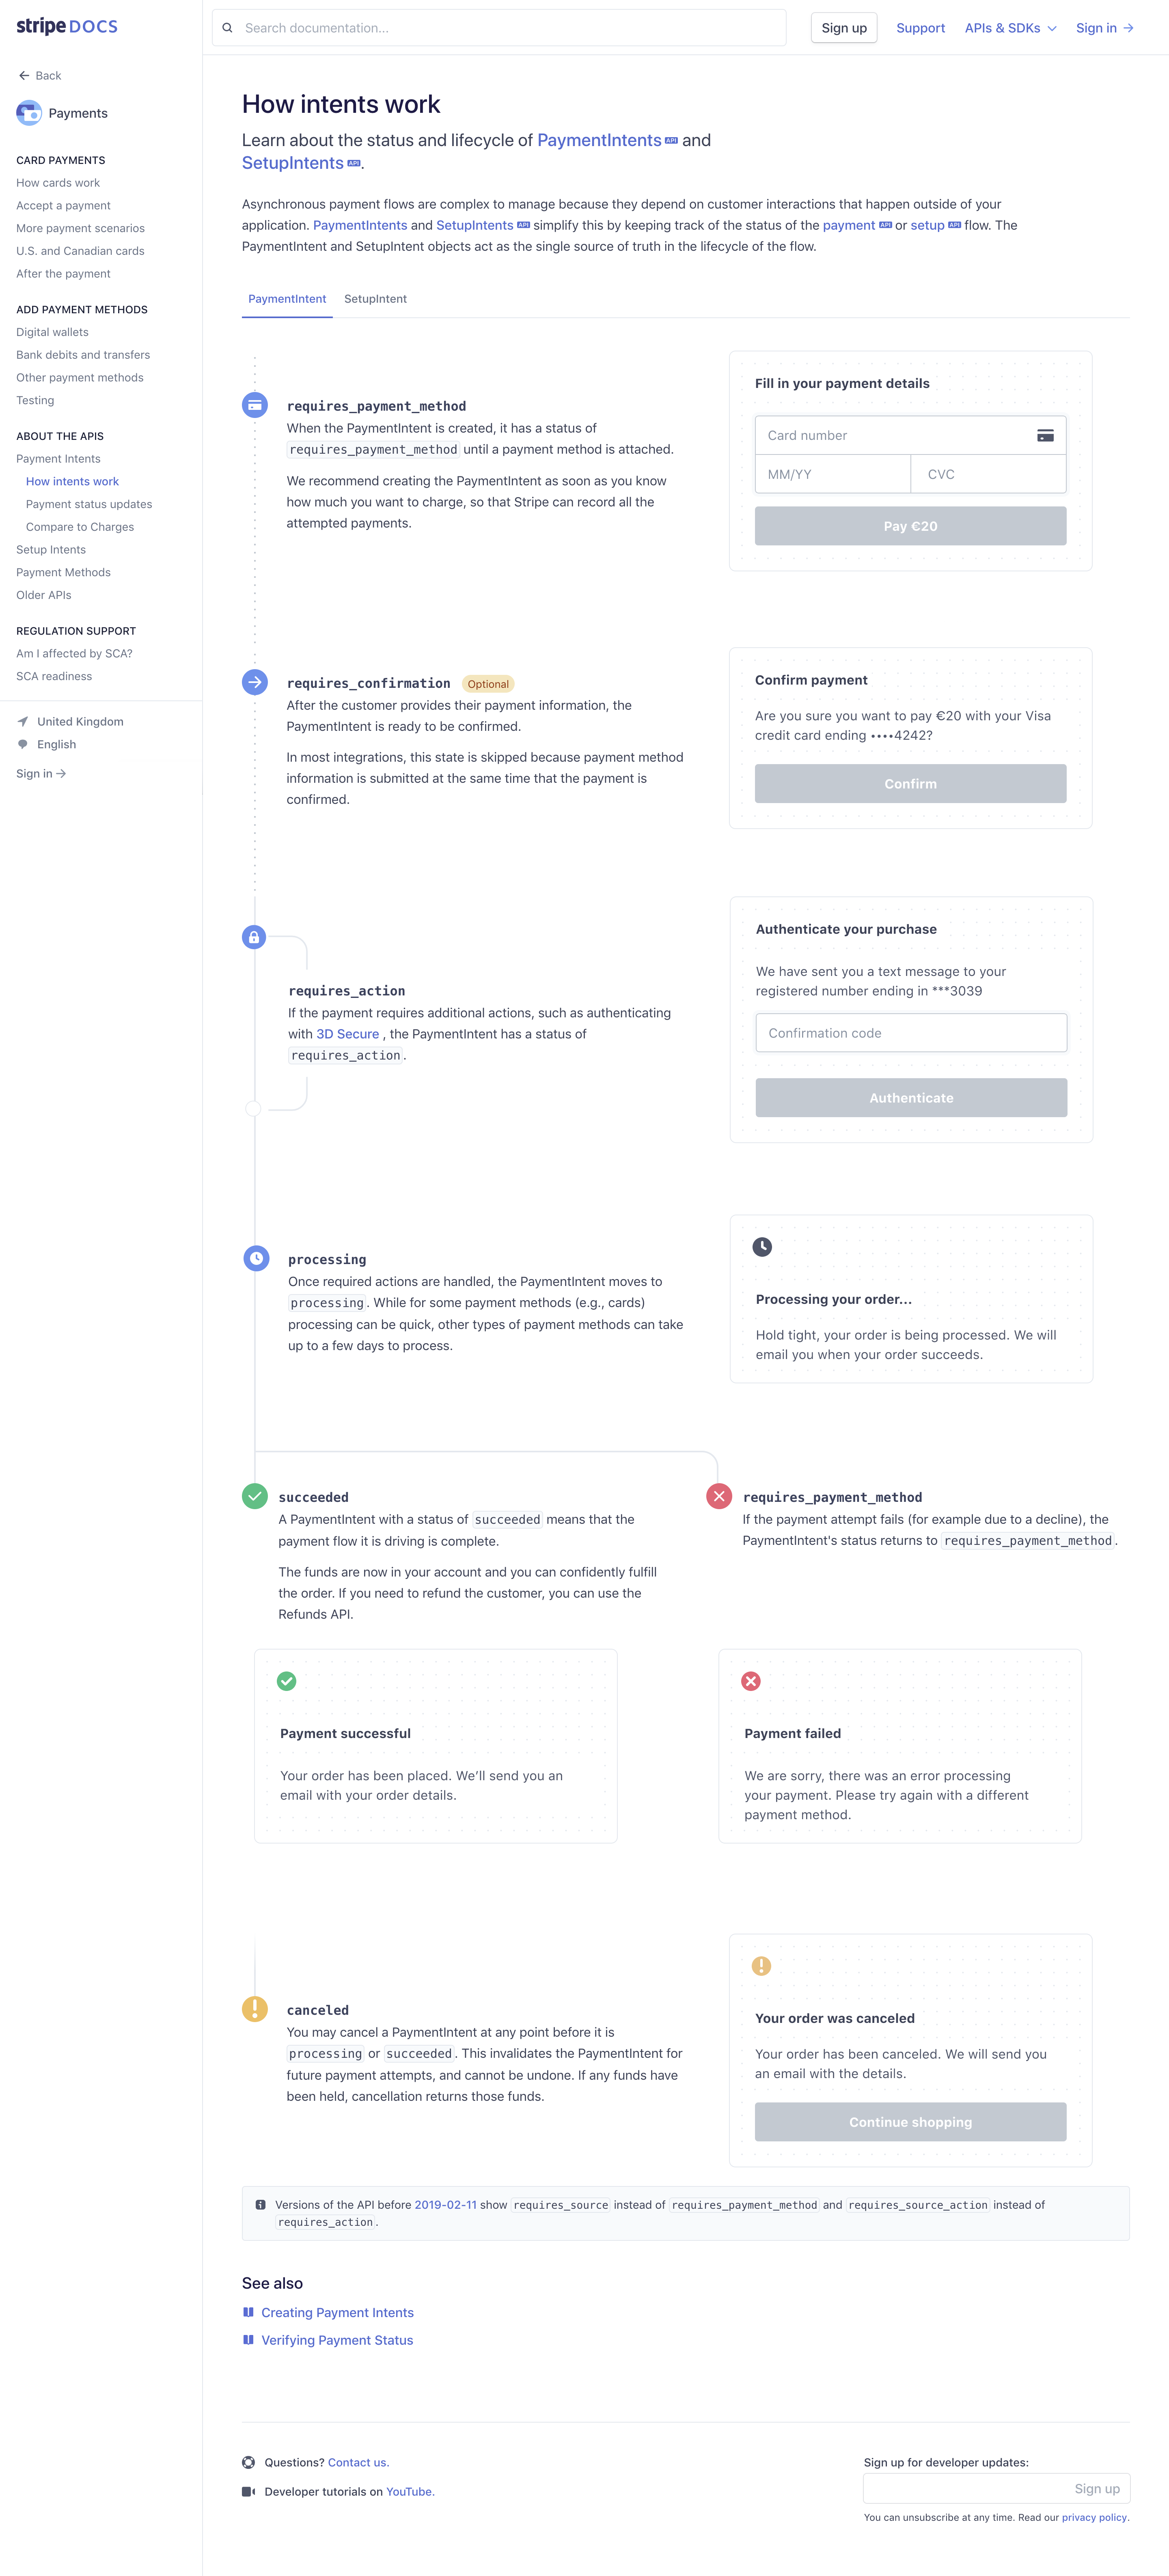 stripe DOCS
Search documentation...
Sign up
Support
APIs & SDKs
Sign in
Back
Payments
CARD PAYMENTS
How cards work
Accept a payment
More payment scenarios
U.S. and Canadian cards
After the payment
ADD PAYMENT METHODS
Digital wallets
Bank debits and transfers
Other payment methods
Testing
ABOUT THE APIS
Payment Intents
How intents work
Payment status updates
Compare to Charges
Setup Intents
Payment Methods
Older APIs
REGULATION SUPPORT
Am I affected by SCA?
SCA readiness
United Kingdom
English
Sign in
How intents work
Learn about the status and lifecycle of PaymentIntents API and
SetupIntents API.
Asynchronous payment flows are complex to manage because they depend on customer interactions that happen outside of your
application. PaymentIntents and SetupIntents API simplify this by keeping track of the status of the payment API or setup API flow. The
PaymentIntent and SetupIntent objects act as the single source of truth in the lifecycle of the flow.
PaymentIntent
SetupIntent
requires_payment_method
When the PaymentIntent is created, it has a status of
requires_payment_method until a payment method is attached.
We recommend creating the PaymentIntent as soon as you know
how much you want to charge, so that Stripe can record all the
attempted payments.
Fill in your payment details
Card number
MM/YY
CVC
Pay €20
requires_confirmation Optional
After the customer provides their payment information, the
PaymentIntent is ready to be confirmed.
In most integrations, this state is skipped because payment method
information is submitted at the same time that the payment is
confirmed.
Confirm payment
Are you sure you want to pay €20 with your Visa
credit card ending ••••4242?
Confirm
requires_action
If the payment requires additional actions, such as authenticating
with 3D Secure , the PaymentIntent has a status of
requires_action.
Authenticate your purchase
We have sent you a text message to your
registered number ending in ***3039
Confirmation code
Authenticate
processing
Once required actions are handled, the PaymentIntent moves to
processing. While for some payment methods (e.g., cards)
processing can be quick, other types of payment methods can take
up to a few days to process.
Processing your order...
Hold tight, your order is being processed. We will
email you when your order succeeds.
succeeded
A PaymentIntent with a status of succeeded means that the
payment flow it is driving is complete.
The funds are now in your account and you can confidently fulfill
the order. If you need to refund the customer, you can use the
Refunds API.
requires_payment_method
If the payment attempt fails (for example due to a decline), the
PaymentIntent's status returns to requires_payment_method.
Payment successful
Your order has been placed. We’ll send you an
email with your order details.
Payment failed
We are sorry, there was an error processing
your payment. Please try again with a different
payment method.
canceled
You may cancel a PaymentIntent at any point before it is
processing or succeeded. This invalidates the PaymentIntent for
future payment attempts, and cannot be undone. If any funds have
been held, cancellation returns those funds.
Your order was canceled
Your order has been canceled. We will send you
an email with the details.
Continue shopping
Versions of the API before 2019-02-11 show requires_source instead of requires_payment_method and requires_source_action instead of
requires_action.
See also
Creating Payment Intents
Verifying Payment Status
Questions? Contact us.
Developer tutorials on YouTube.
Sign up for developer updates:
Sign up
You can unsubscribe at any time. Read our privacy policy.